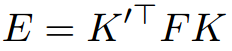 E = K′⊤FK